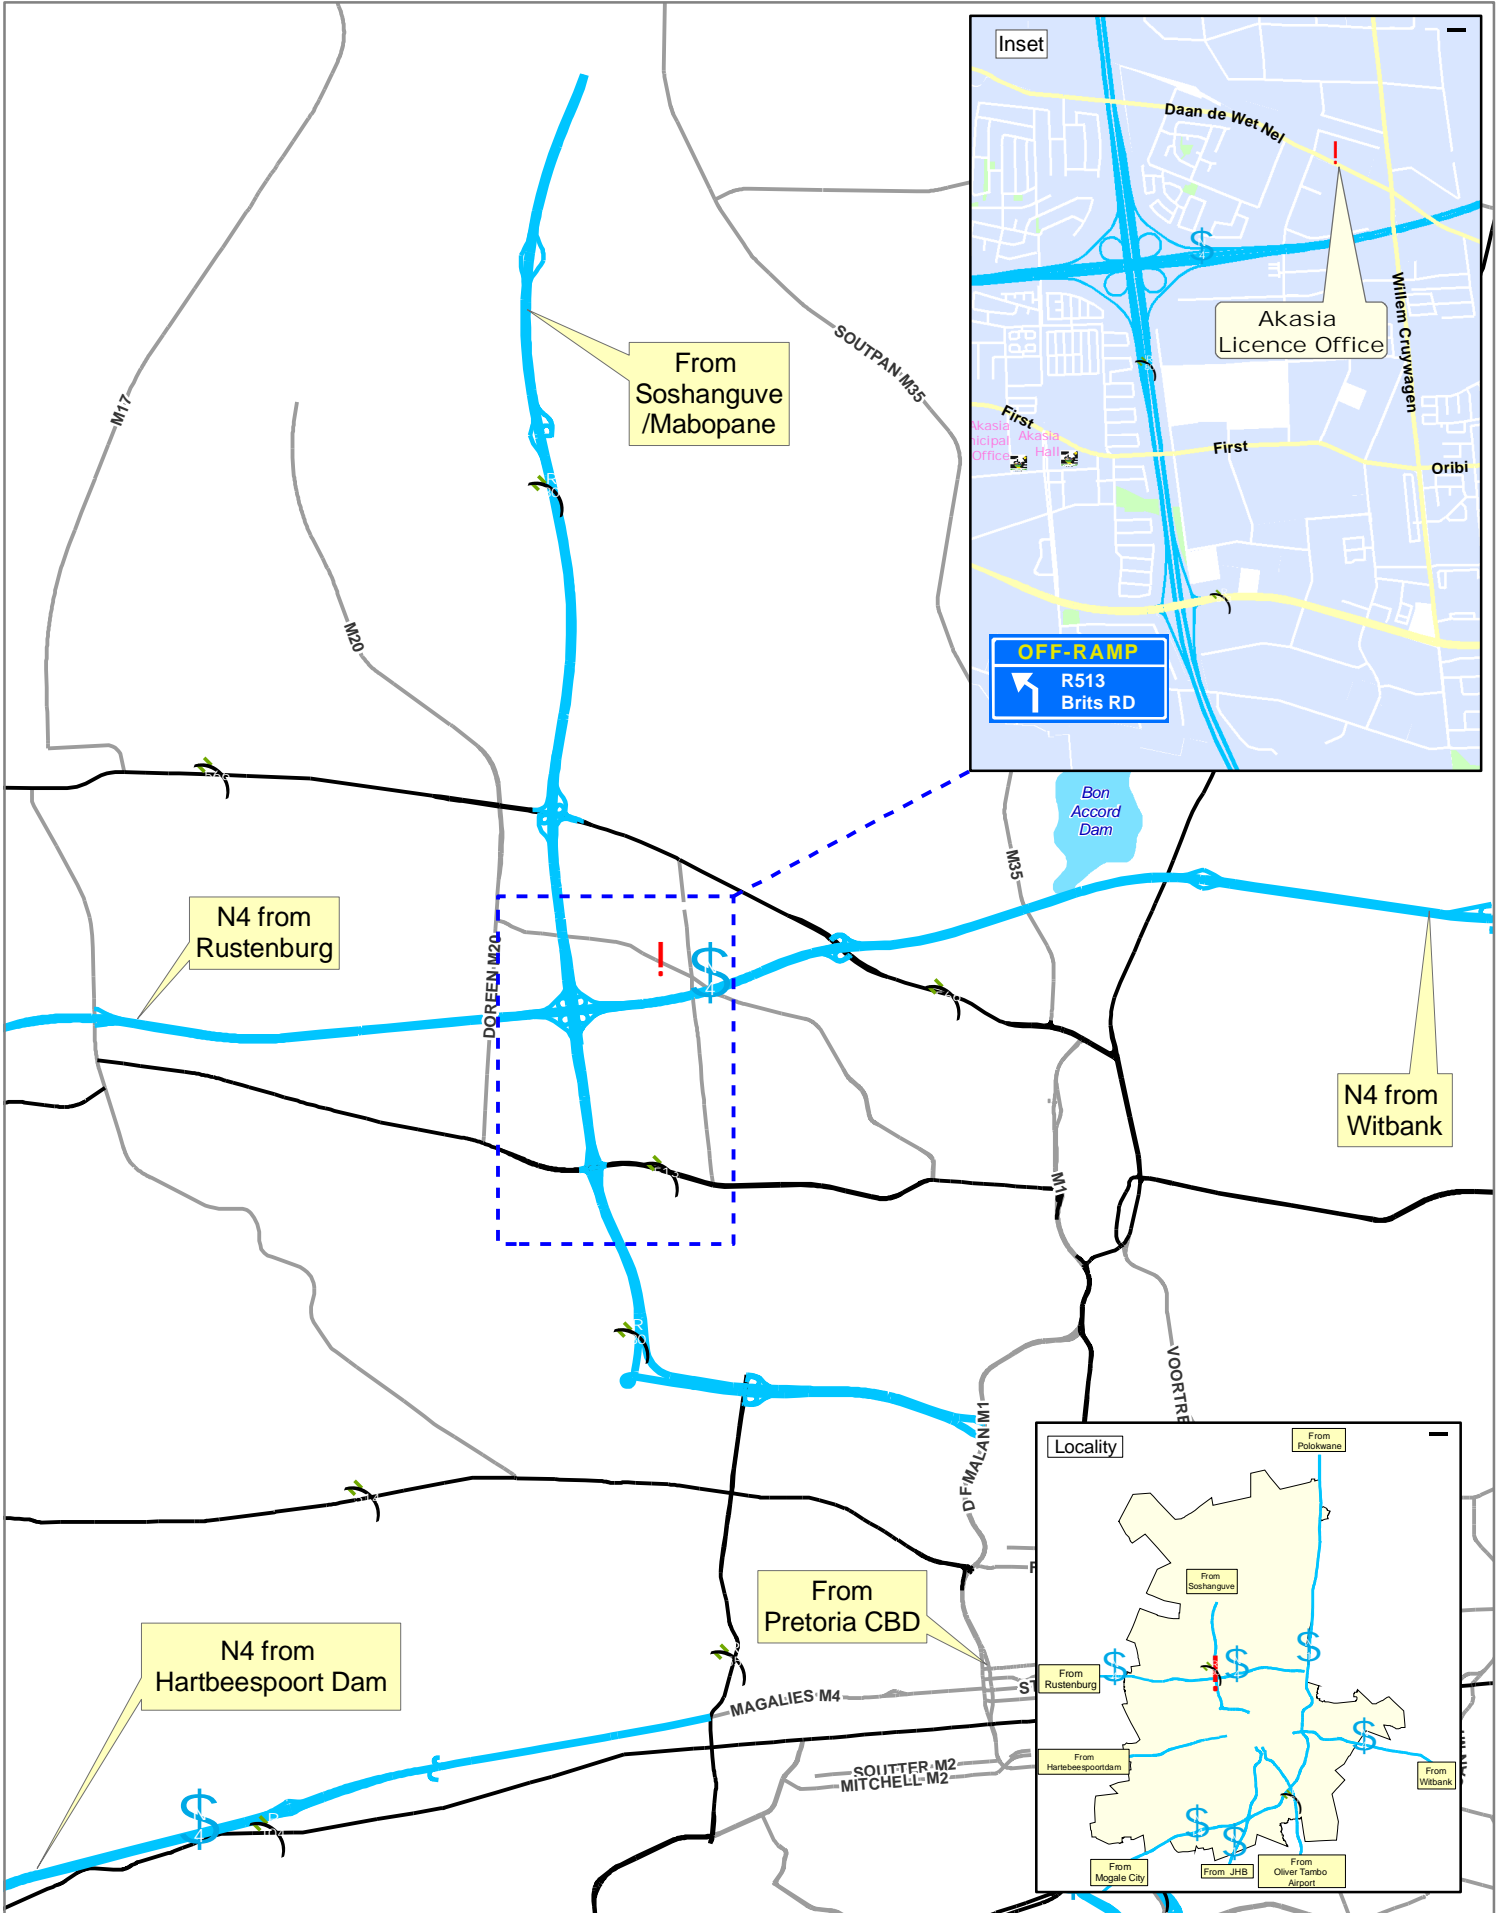 Inset
Daan de Wet Nel
Akasia
Licence Office
Willem Cruywagen
First
Akasia
Hall
Office
First
Oribi
OFF-RAMP
R513
Brits RD
From
Soshanguve
/Mabopane
SOUTPAN M35
M17
M20
Bon
Accord
Dam
M35
N4 from
Rustenburg
DOREEN M20
N
4
N4 from
Witbank
M1
VOORTRE
D F MALAN M1
From
Pretoria CBD
N4 from
Hartbeespoort Dam
MAGALIES M4
SOUTTER M2
MITCHELL M2
N
4
R
104
Locality
From
Polokwane
From
Soshanguve
From
Rustenburg
From
Hartebeespoortdam
From
Witbank
From
Mogale City
From JHB
From
Oliver Tambo
Airport